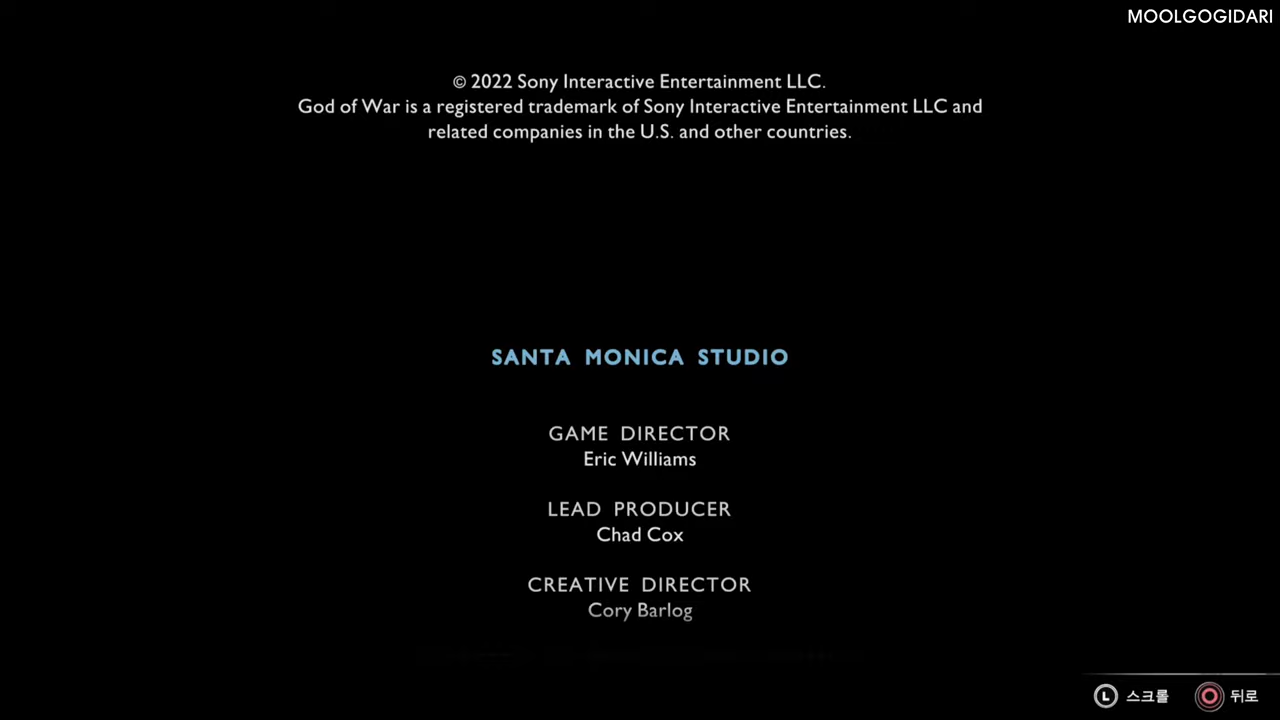 MOOLGOGIDARI
© 2022 Sony Interactive Entertainment LLC.
God of War is a registered trademark of Sony Interactive Entertainment LLC and
related companies in the U.S. and other countries.
SANTA MONICA STUDIO
GAME DIRECTOR
Eric Williams
LEAD PRODUCER
Chad Cox
CREATIVE DIRECTOR
Cory Barlog
L 스크롤 뒤로